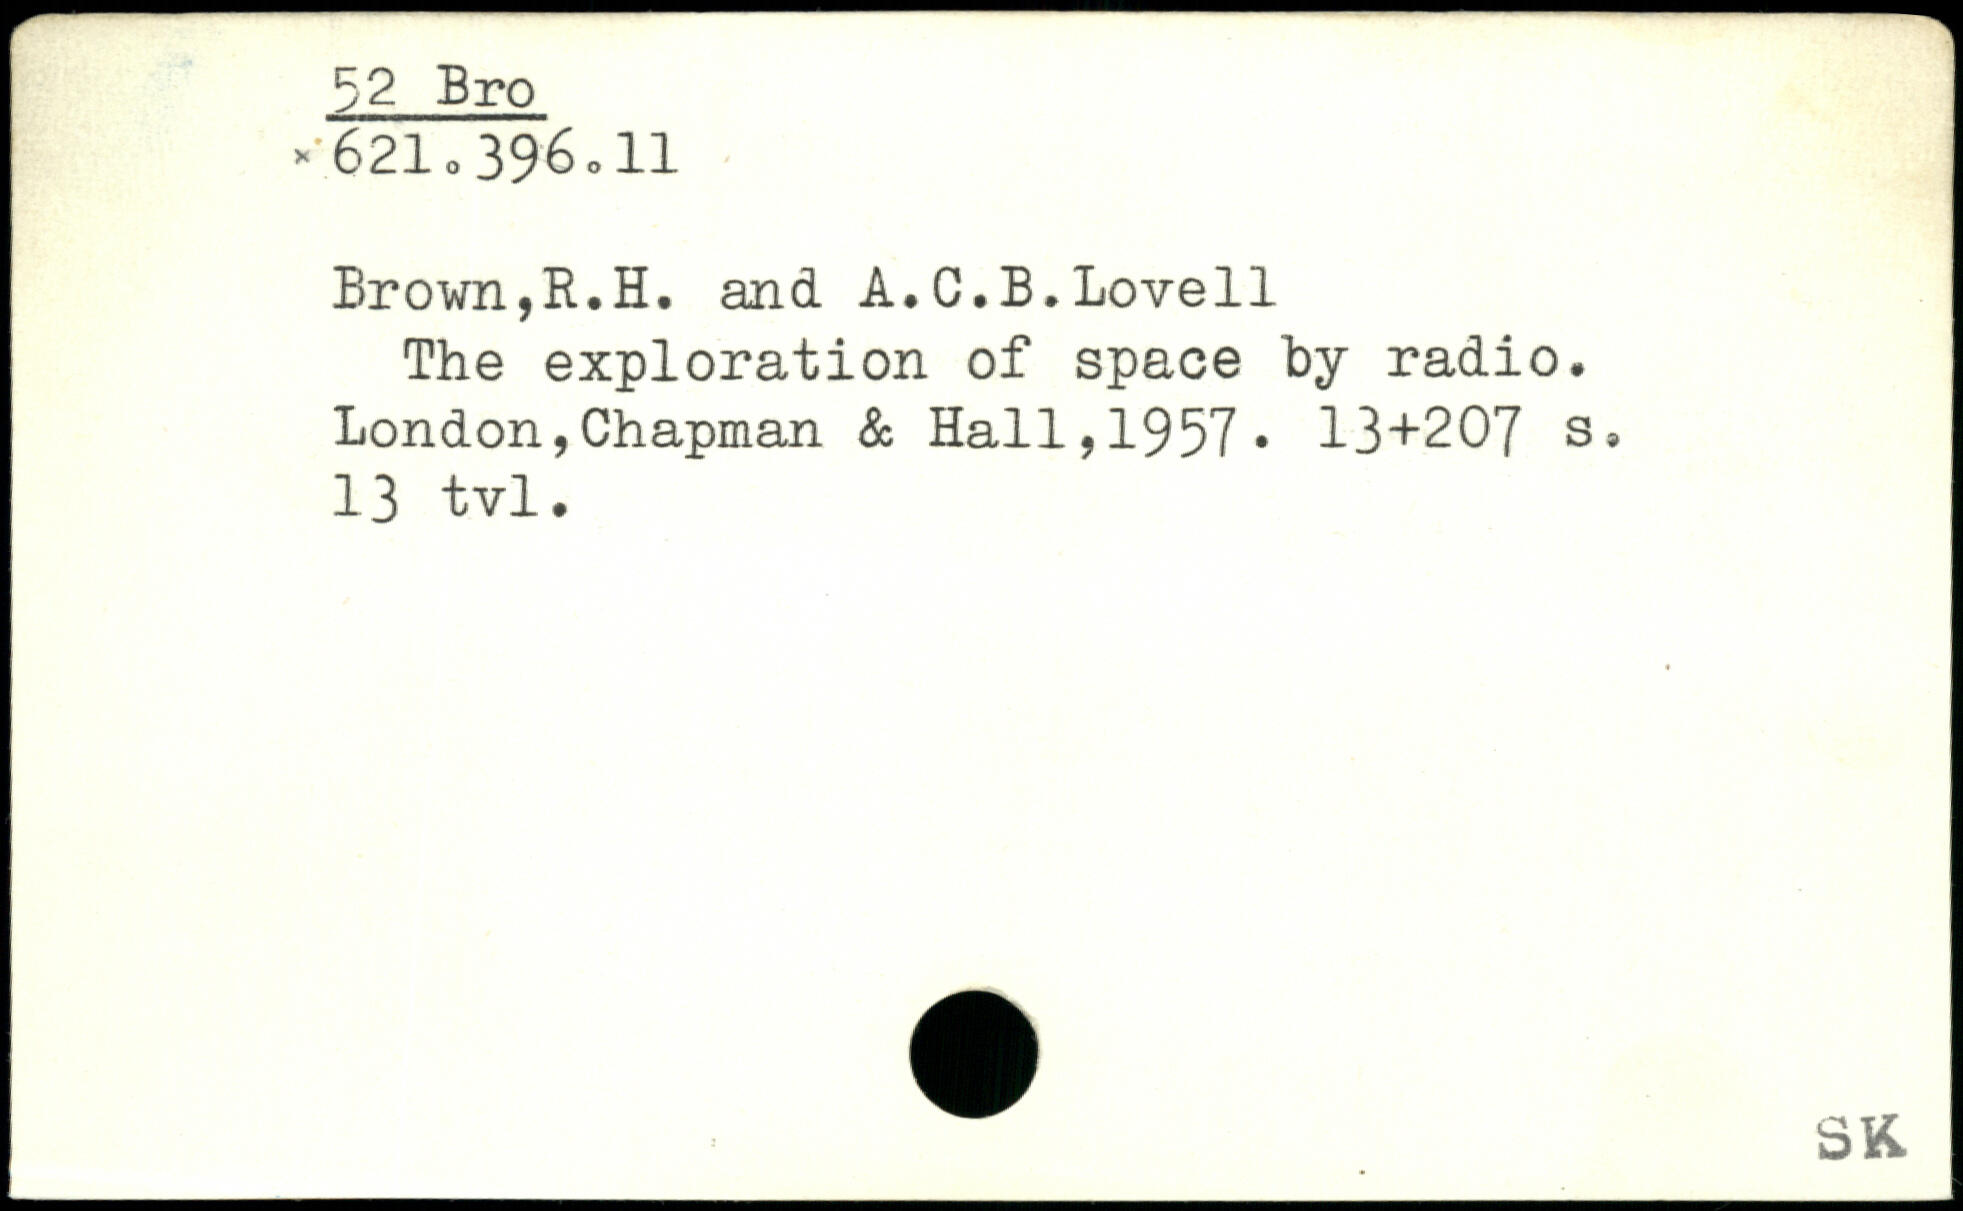 52 Bro
×621.396.11
Brown,R.H. and A.C.B.Lovell
The exploration of space by radio.
London,Chapman & Hall,1957. 13+207 s.
13 tvl.
SK